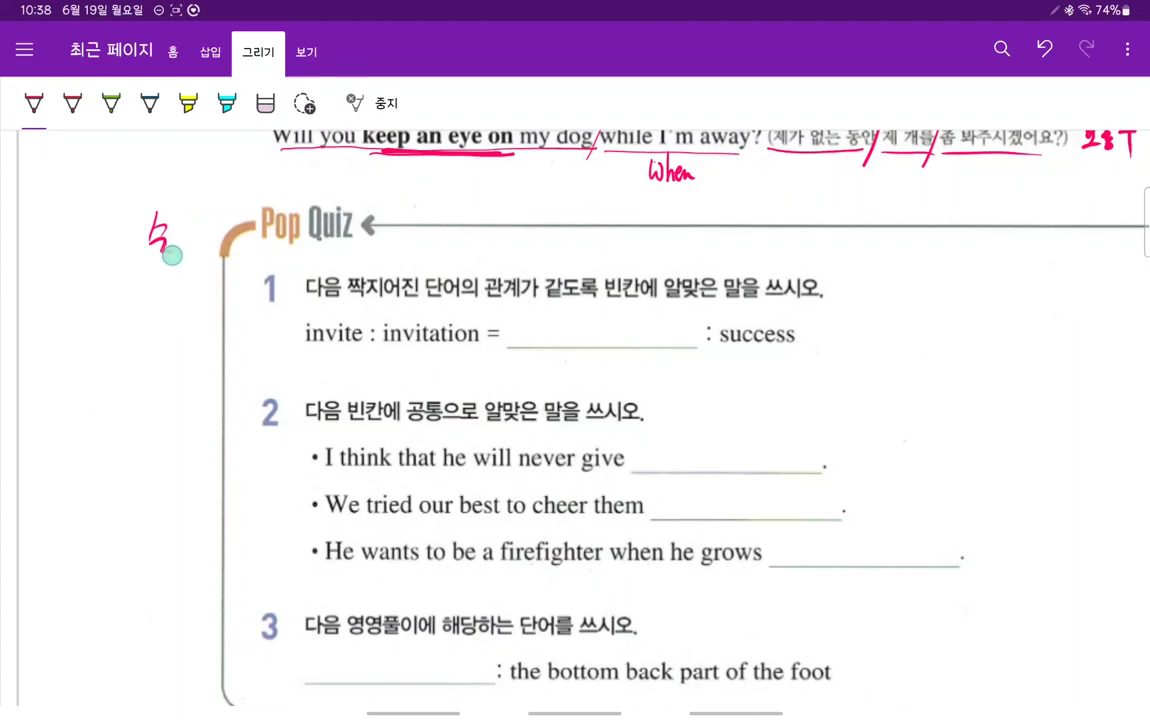 10:38 6월 19일 월요일 74%
최근 페이지 홈 삽입 그리기 보기
중지
Will you keep an eye on my dog/while I'm away? (제가 없는 동안 제 개를 좀 봐주시겠어요?)
When
Pop Quiz
1 다음 짝지어진 단어의 관계가 같도록 빈칸에 알맞은 말을 쓰시오.
invite : invitation = : success
2 다음 빈칸에 공통으로 알맞은 말을 쓰시오.
• I think that he will never give .
• We tried our best to cheer them .
• He wants to be a firefighter when he grows .
3 다음 영영풀이에 해당하는 단어를 쓰시오.
: the bottom back part of the foot